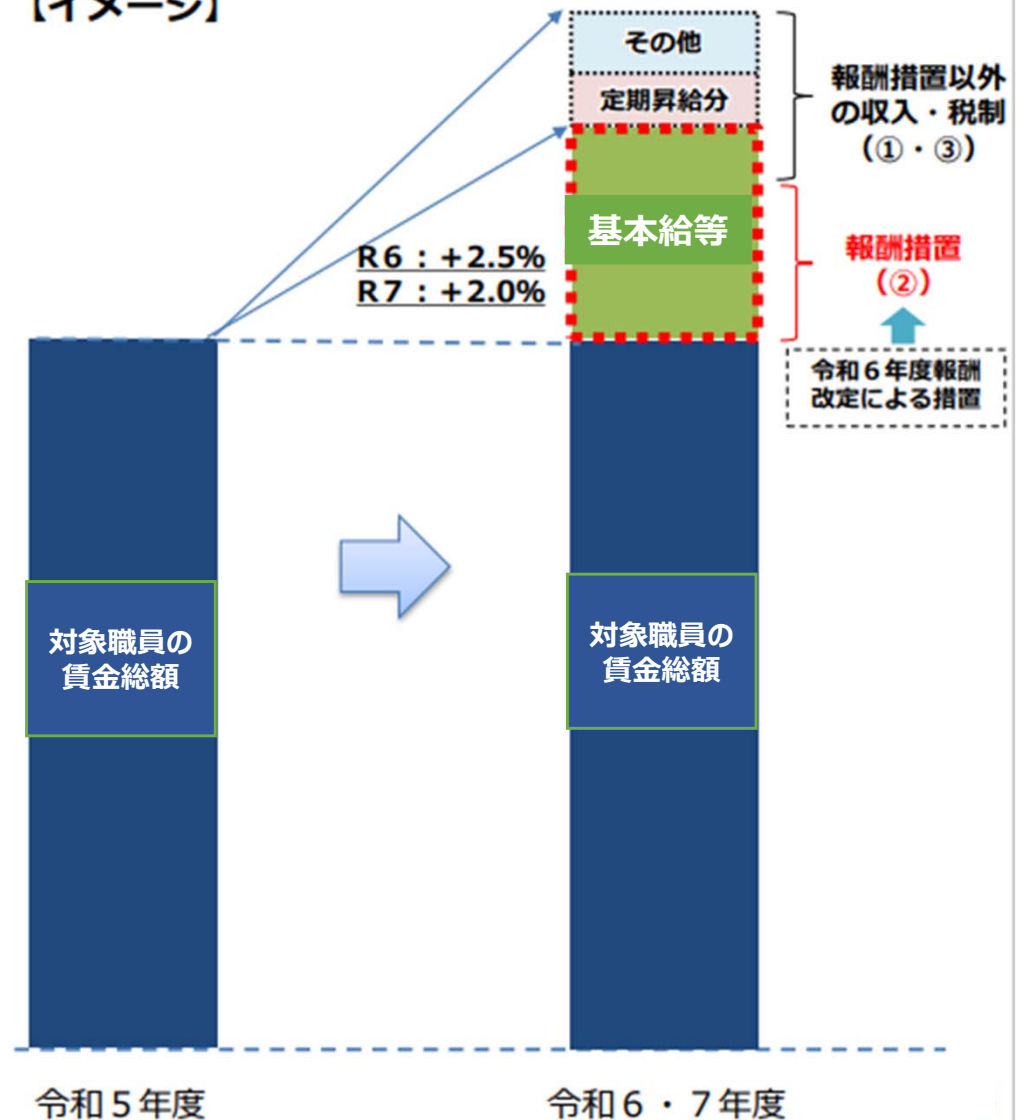 【イメージ】
その他
定期昇給分
報酬措置以外
の収入・税制
（①・③）
基本給等
R6：+2.5%
R7：+2.0%
報酬措置
（②）
令和６年度報酬
改定による措置
対象職員の
賃金総額
対象職員の
賃金総額
令和５年度
令和６・７年度